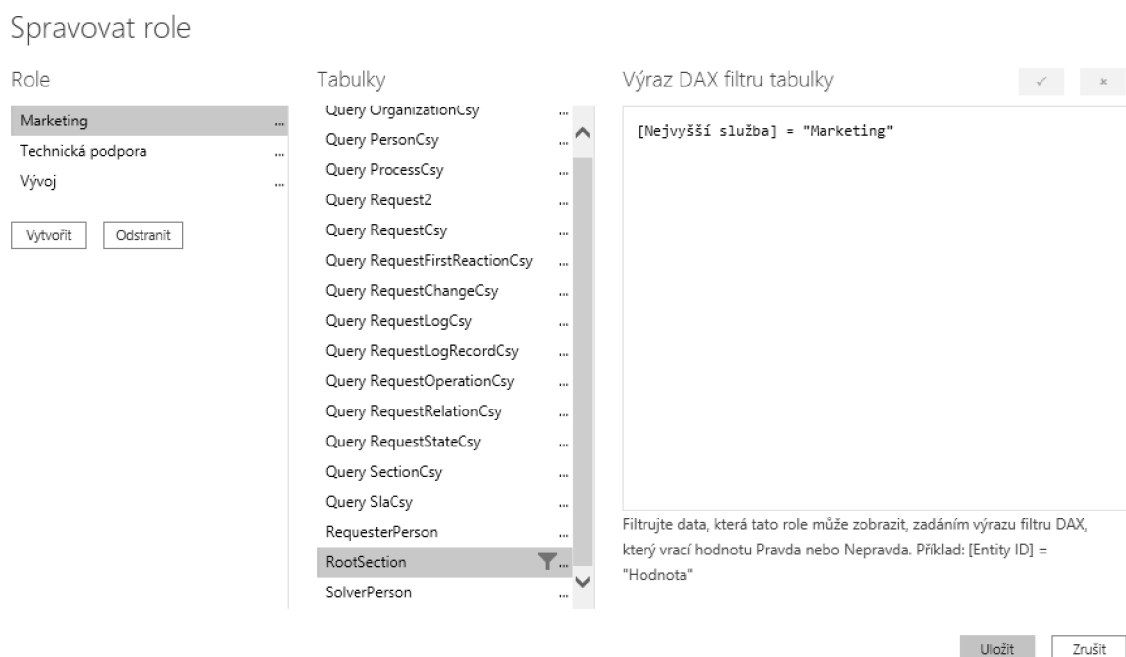 Spravovat role
Role
Marketing ...
Technická podpora ...
Vývoj ...
Vytvořit
Odstranit
Tabulky
Query OrganizationCsy ...
Query PersonCsy ...
Query ProcessCsy ...
Query Request2 ...
Query RequestCsy ...
Query RequestFirstReactionCsy ...
Query RequestChangeCsy ...
Query RequestLogCsy ...
Query RequestLogRecordCsy ...
Query RequestOperationCsy ...
Query RequestRelationCsy ...
Query RequestStateCsy ...
Query SectionCsy ...
Query SlaCsy ...
RequesterPerson ...
RootSection ...
SolverPerson ...
Výraz DAX filtru tabulky
[Nejvyšší služba] = "Marketing"
Filtrujte data, která tato role může zobrazit, zadáním výrazu filtru DAX,
který vrací hodnotu Pravda nebo Nepravda. Příklad: [Entity ID] =
"Hodnota"
Uložit
Zrušit